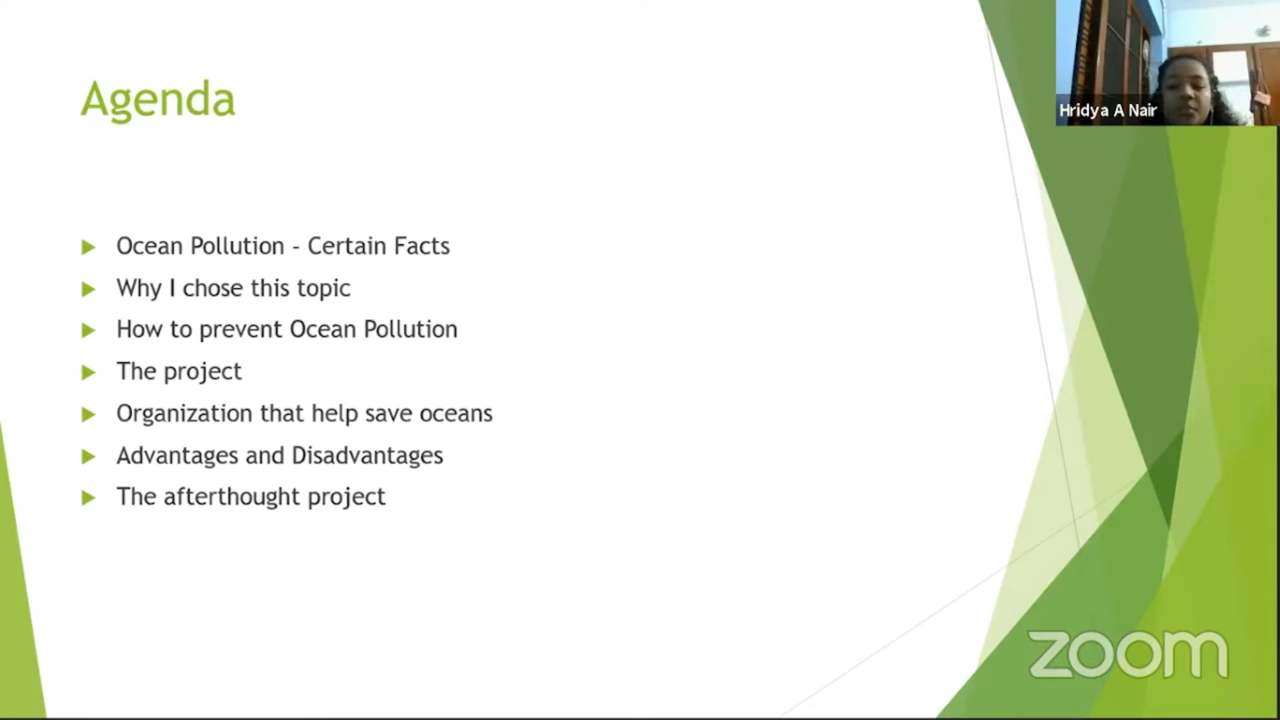 Agenda
Hridya A Nair
Ocean Pollution - Certain Facts
Why I chose this topic
How to prevent Ocean Pollution
The project
Organization that help save oceans
Advantages and Disadvantages
The afterthought project
zoom